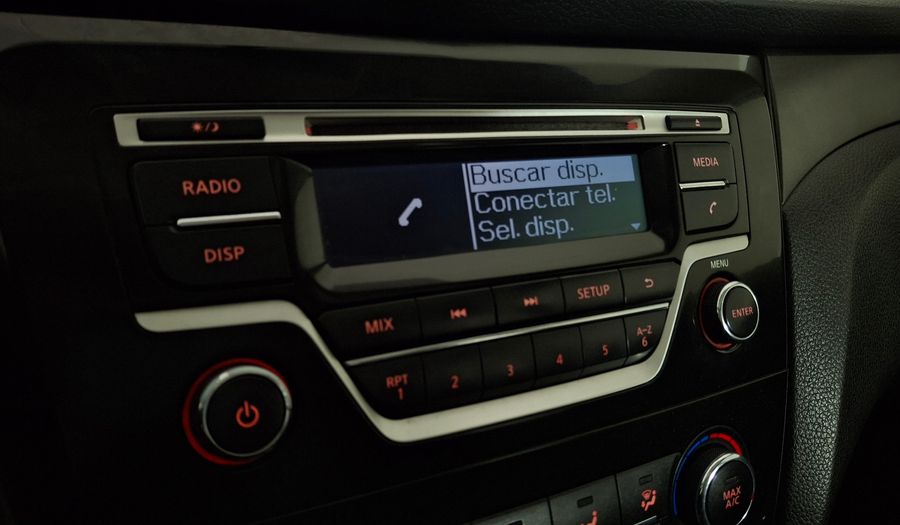 RADIO
DISP
Buscar disp.
Conectar tel.
Sel. disp.
MEDIA
MENU
ENTER
MIX
SETUP
RPT
1
2
3
4
5
A-Z
6
MAX
A/C